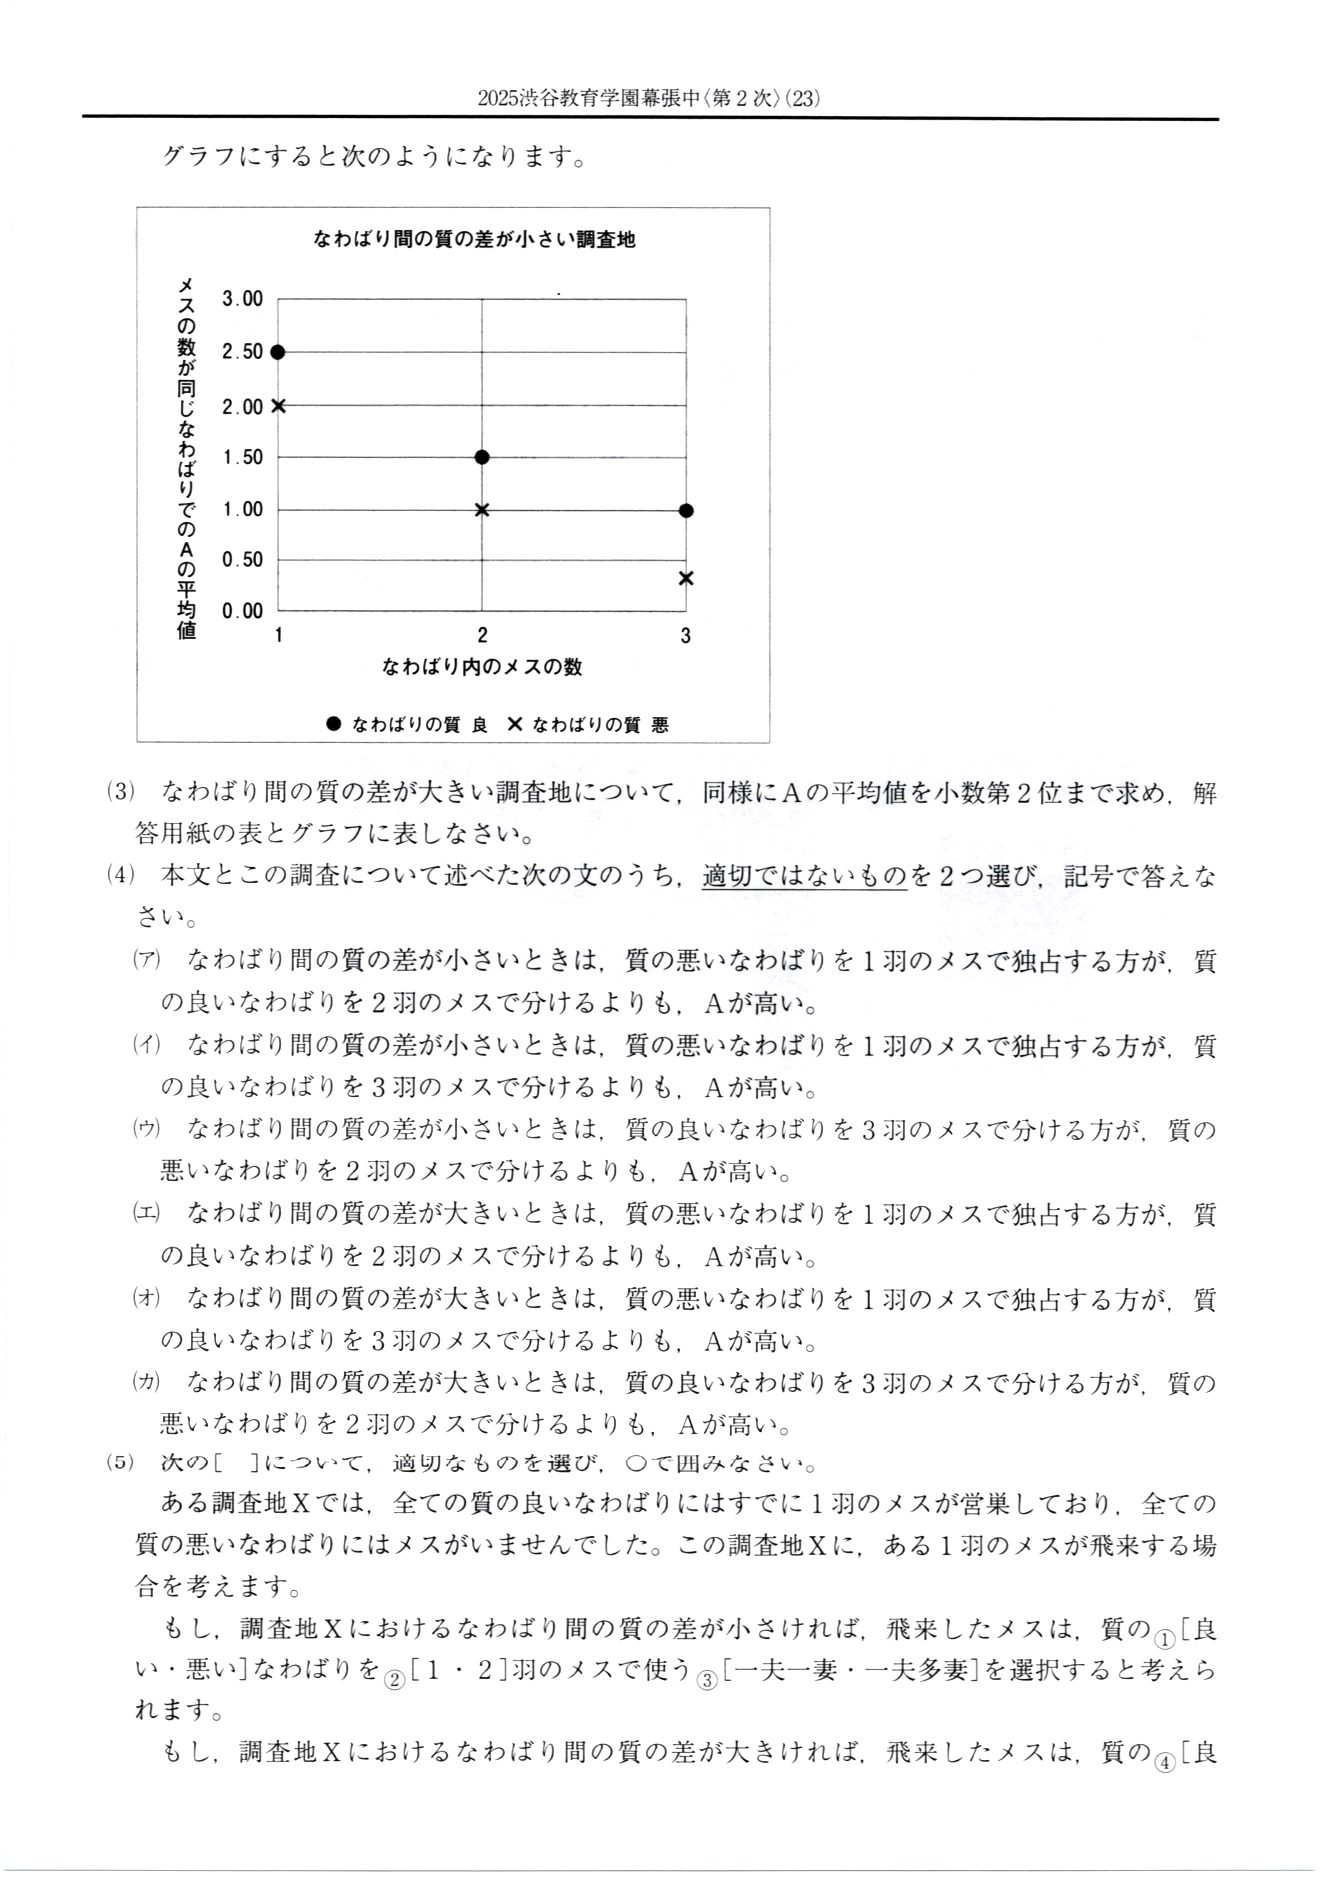 2025渋谷教育学園幕張中〈第2次〉(23)
グラフにすると次のようになります。
なわばり間の質の差が小さい調査地
メスの数が同じなわばりでのAの平均値
3.00
2.50
2.00
1.50
1.00
0.50
0.00
1 2 3
なわばり内のメスの数
● なわばりの質 良 × なわばりの質 悪
(3) なわばり間の質の差が大きい調査地について，同様にAの平均値を小数第2位まで求め，解
答用紙の表とグラフに表しなさい。
(4) 本文とこの調査について述べた次の文のうち，適切ではないものを2つ選び，記号で答えな
さい。
(ア) なわばり間の質の差が小さいときは，質の悪いなわばりを1羽のメスで独占する方が，質
の良いなわばりを2羽のメスで分けるよりも，Aが高い。
(イ) なわばり間の質の差が小さいときは，質の悪いなわばりを1羽のメスで独占する方が，質
の良いなわばりを3羽のメスで分けるよりも，Aが高い。
(ウ) なわばり間の質の差が小さいときは，質の良いなわばりを3羽のメスで分ける方が，質の
悪いなわばりを2羽のメスで分けるよりも，Aが高い。
(エ) なわばり間の質の差が大きいときは，質の悪いなわばりを1羽のメスで独占する方が，質
の良いなわばりを2羽のメスで分けるよりも，Aが高い。
(オ) なわばり間の質の差が大きいときは，質の悪いなわばりを1羽のメスで独占する方が，質
の良いなわばりを3羽のメスで分けるよりも，Aが高い。
(カ) なわばり間の質の差が大きいときは，質の良いなわばりを3羽のメスで分ける方が，質の
悪いなわばりを2羽のメスで分けるよりも，Aが高い。
(5) 次の[ ]について，適切なものを選び，○で囲みなさい。
ある調査地Xでは，全ての質の良いなわばりにはすでに1羽のメスが営巣しており，全ての
質の悪いなわばりにはメスがいませんでした。この調査地Xに，ある1羽のメスが飛来する場
合を考えます。
もし，調査地Xにおけるなわばり間の質の差が小さければ，飛来したメスは，質の①[良
い・悪い]なわばりを②[1・2]羽のメスで使う③[一夫一妻・一夫多妻]を選択すると考えら
れます。
もし，調査地Xにおけるなわばり間の質の差が大きければ，飛来したメスは，質の④[良